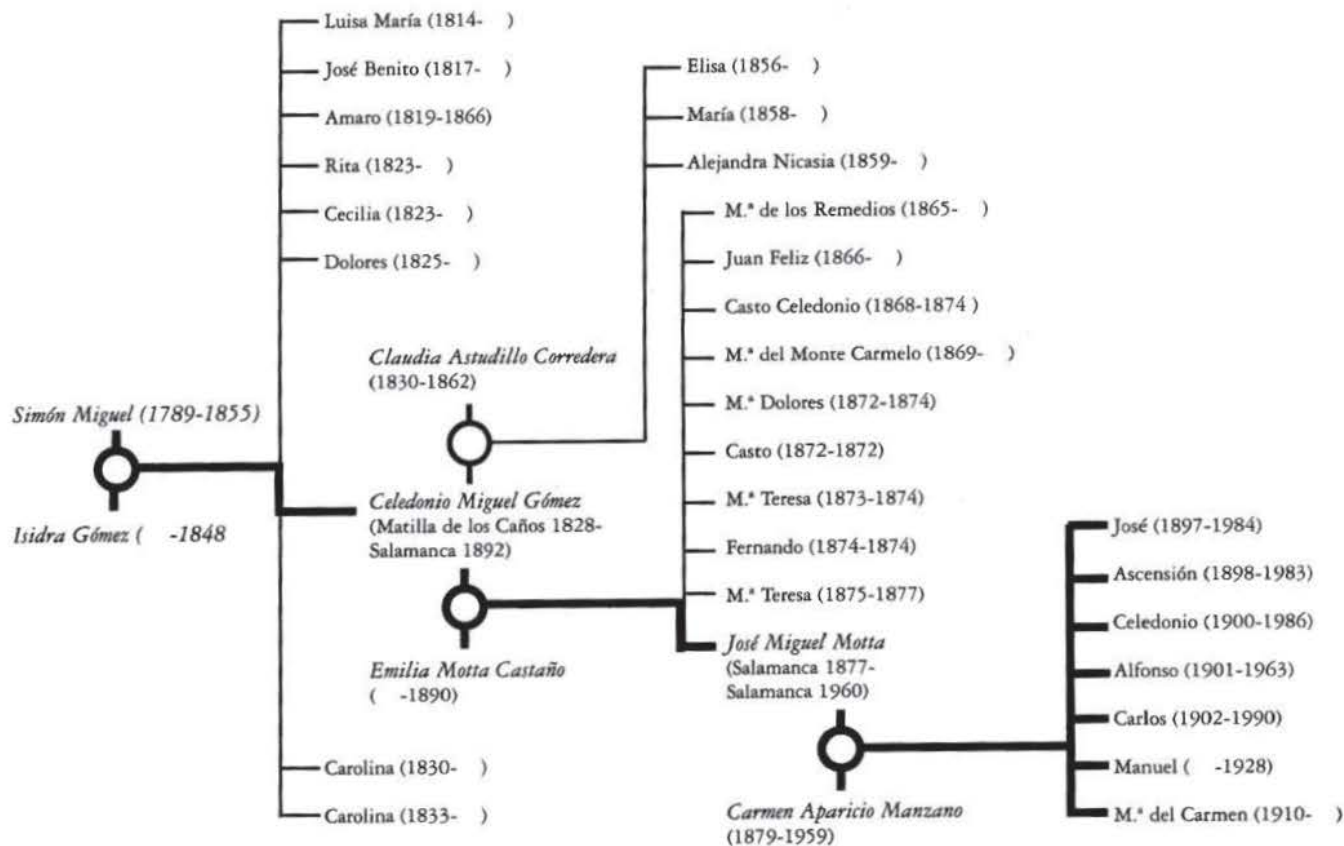 Luisa María (1814-   )
José Benito (1817-   )
Amaro (1819-1866)
Rita (1823-   )
Cecilia (1823-   )
Dolores (1825-   )
Simón Miguel (1789-1855)
Isidra Gómez (   -1848
Claudia Astudillo Corredera
(1830-1862)
Celedonio Miguel Gómez
(Matilla de los Caños 1828-
Salamanca 1892)
Emilia Motta Castaño
(   -1890)
Carolina (1830-   )
Carolina (1833-   )
Elisa (1856-   )
María (1858-   )
Alejandra Nicasia (1859-   )
M.ª de los Remedios (1865-   )
Juan Feliz (1866-   )
Casto Celedonio (1868-1874 )
M.ª del Monte Carmelo (1869-   )
M.ª Dolores (1872-1874)
Casto (1872-1872)
M.ª Teresa (1873-1874)
Fernando (1874-1874)
M.ª Teresa (1875-1877)
José Miguel Motta
(Salamanca 1877-
Salamanca 1960)
Carmen Aparicio Manzano
(1879-1959)
José (1897-1984)
Ascensión (1898-1983)
Celedonio (1900-1986)
Alfonso (1901-1963)
Carlos (1902-1990)
Manuel (   -1928)
M.ª del Carmen (1910-   )